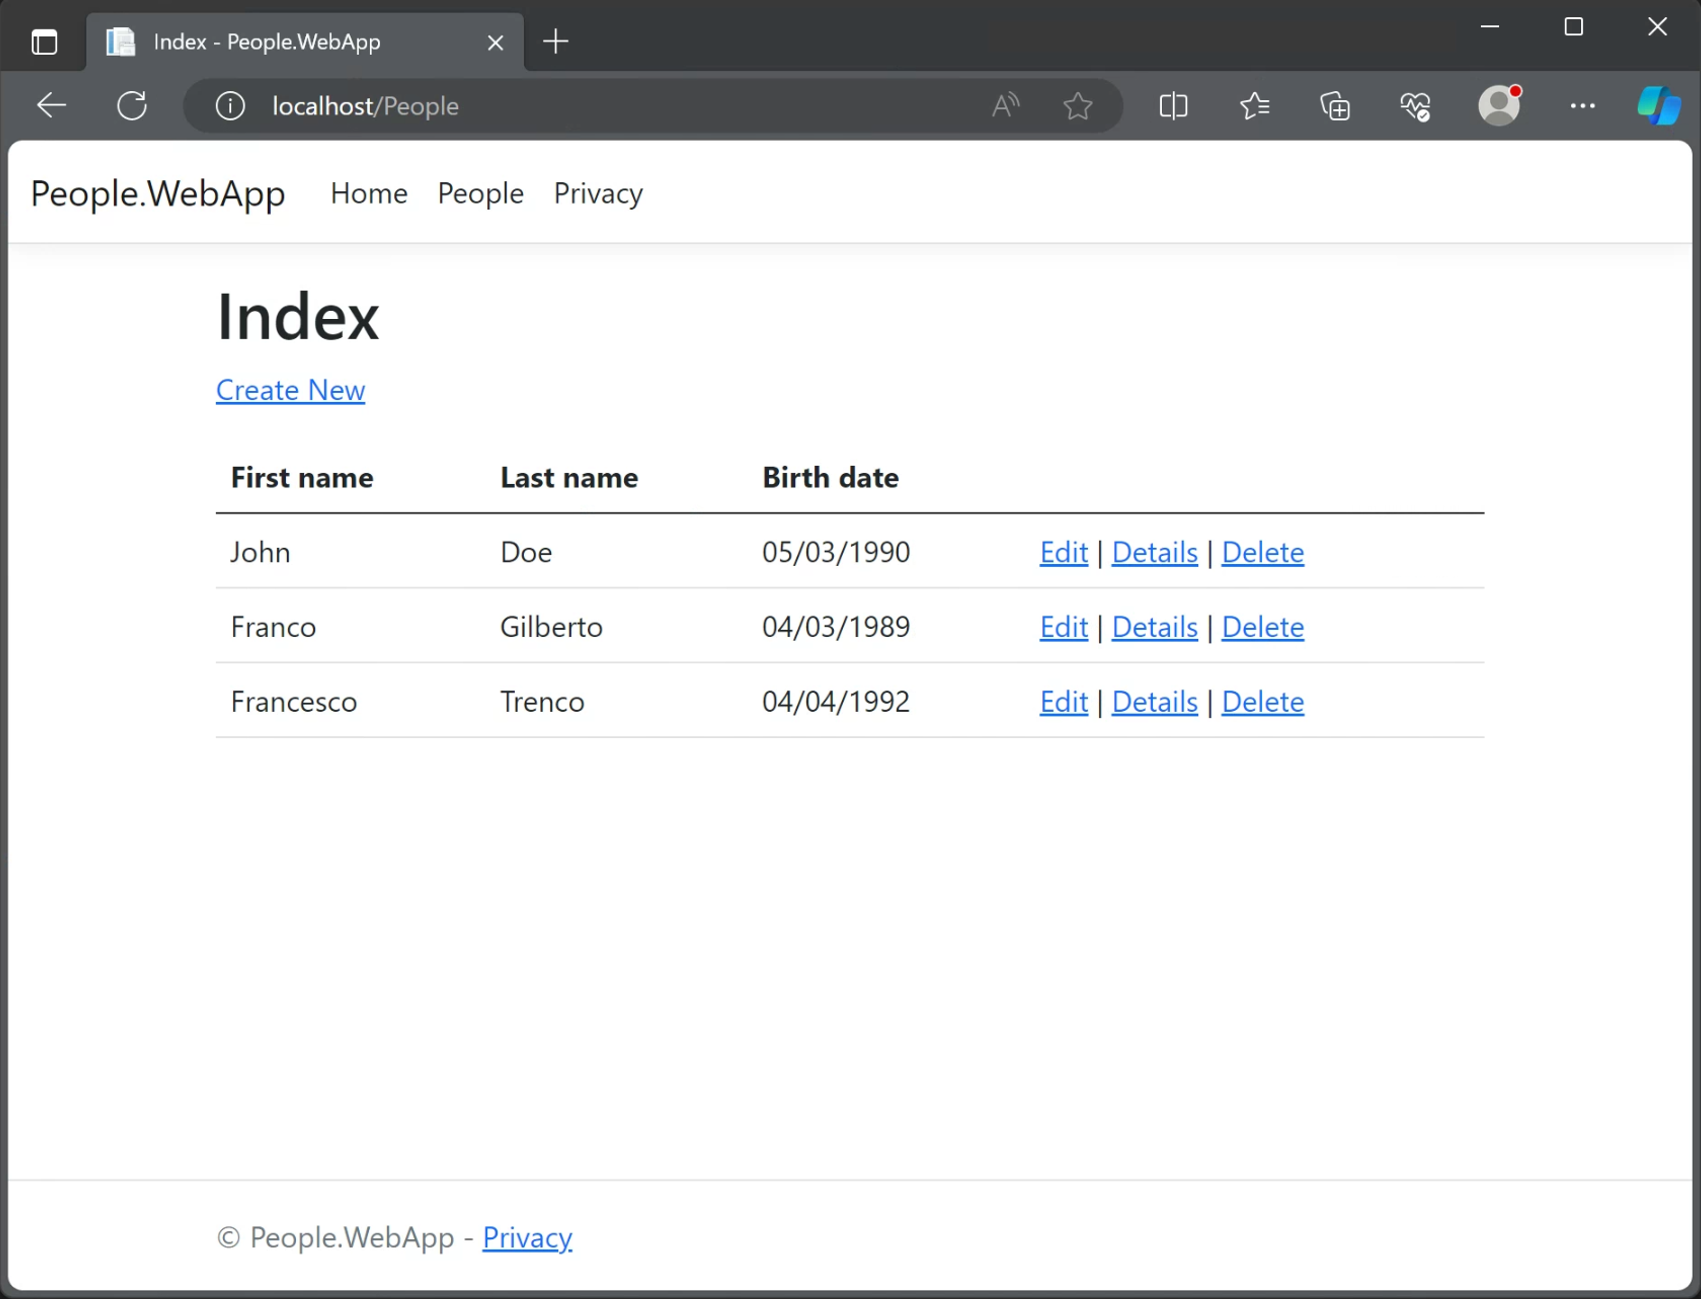 Index - People.WebApp
localhost/People
People.WebApp Home People Privacy
Index
Create New
First name Last name Birth date
John Doe 05/03/1990 Edit | Details | Delete
Franco Gilberto 04/03/1989 Edit | Details | Delete
Francesco Trenco 04/04/1992 Edit | Details | Delete
© People.WebApp - Privacy